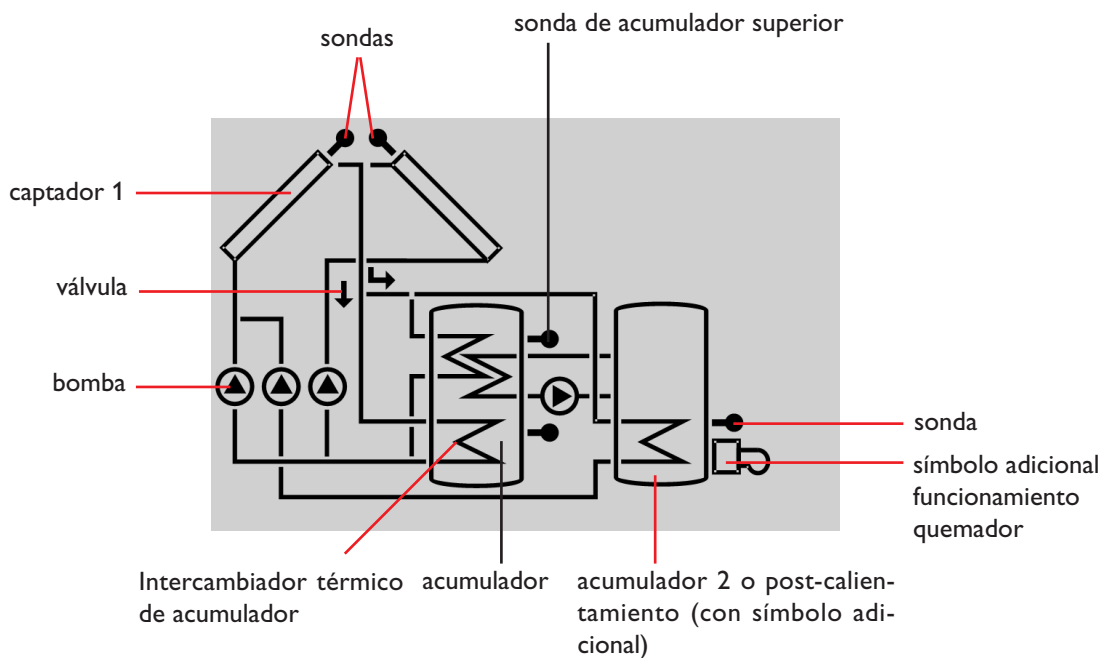 sondas
sonda de acumulador superior
captador 1
válvula
bomba
sonda
símbolo adicional
funcionamiento
quemador
Intercambiador térmico
de acumulador
acumulador
acumulador 2 o post-calien-
tamiento (con símbolo adi-
cional)